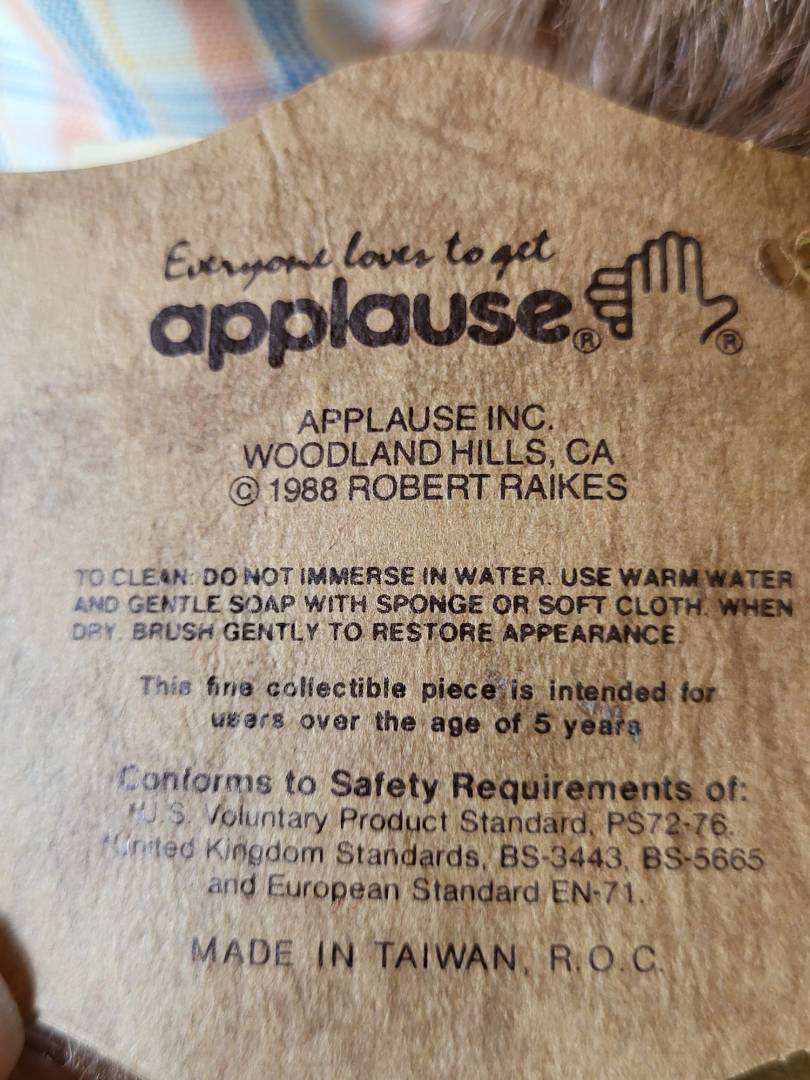 Everyone loves to get
applause®
®
APPLAUSE INC.
WOODLAND HILLS, CA
© 1988 ROBERT RAIKES
TO CLEAN: DO NOT IMMERSE IN WATER. USE WARM WATER
AND GENTLE SOAP WITH SPONGE OR SOFT CLOTH. WHEN
DRY, BRUSH GENTLY TO RESTORE APPEARANCE.
This fine collectible piece is intended for
users over the age of 5 years
Conforms to Safety Requirements of:
*U.S. Voluntary Product Standard, PS72-76.
*United Kingdom Standards, BS-3443, BS-5665
and European Standard EN-71.
MADE IN TAIWAN, R.O.C.